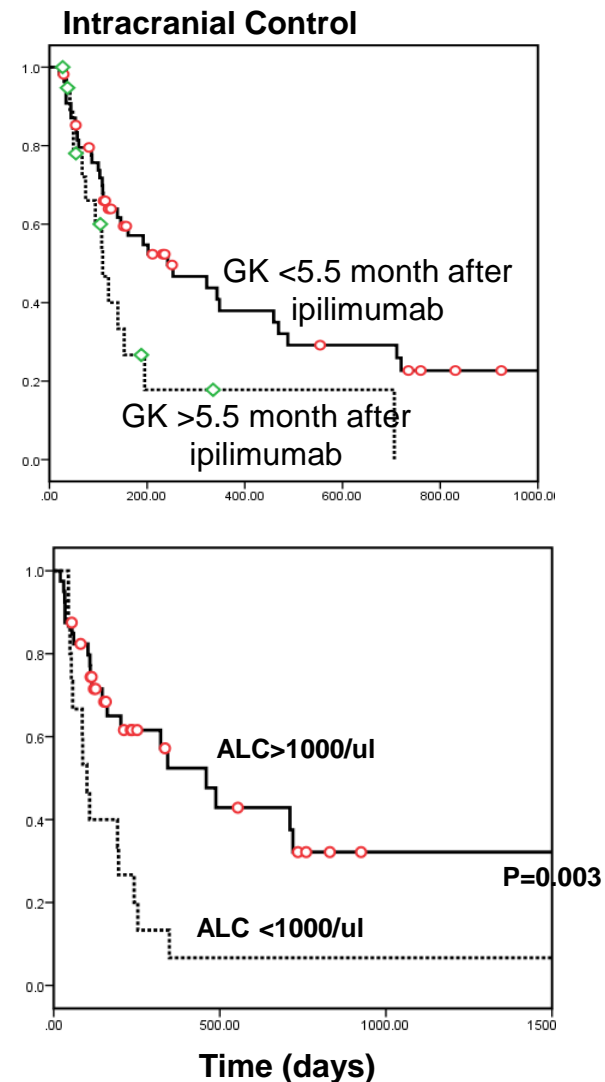 Intracranial Control
1.0
0.8
0.6
0.4
0.2
0.0
GK <5.5 month after
ipilimumab
GK >5.5 month after
ipilimumab
.00 200.00 400.00 600.00 800.00 1000.0
1.0
0.8
0.6
0.4
0.2
0.0
ALC>1000/ul
P=0.003
ALC <1000/ul
.00 500.00 1000.00 1500
Time (days)